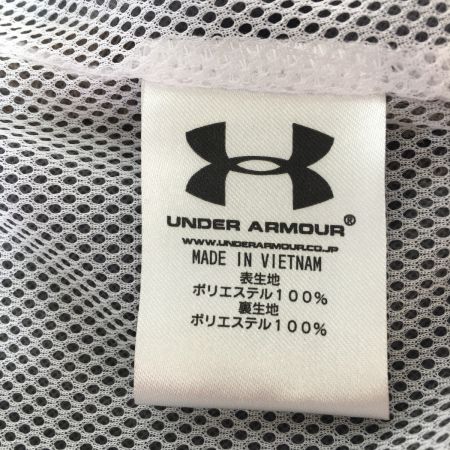 UNDER ARMOUR®
WWW.UNDERARMOUR.CO.JP
MADE IN VIETNAM
表生地
ポリエステル100%
裏生地
ポリエステル100%